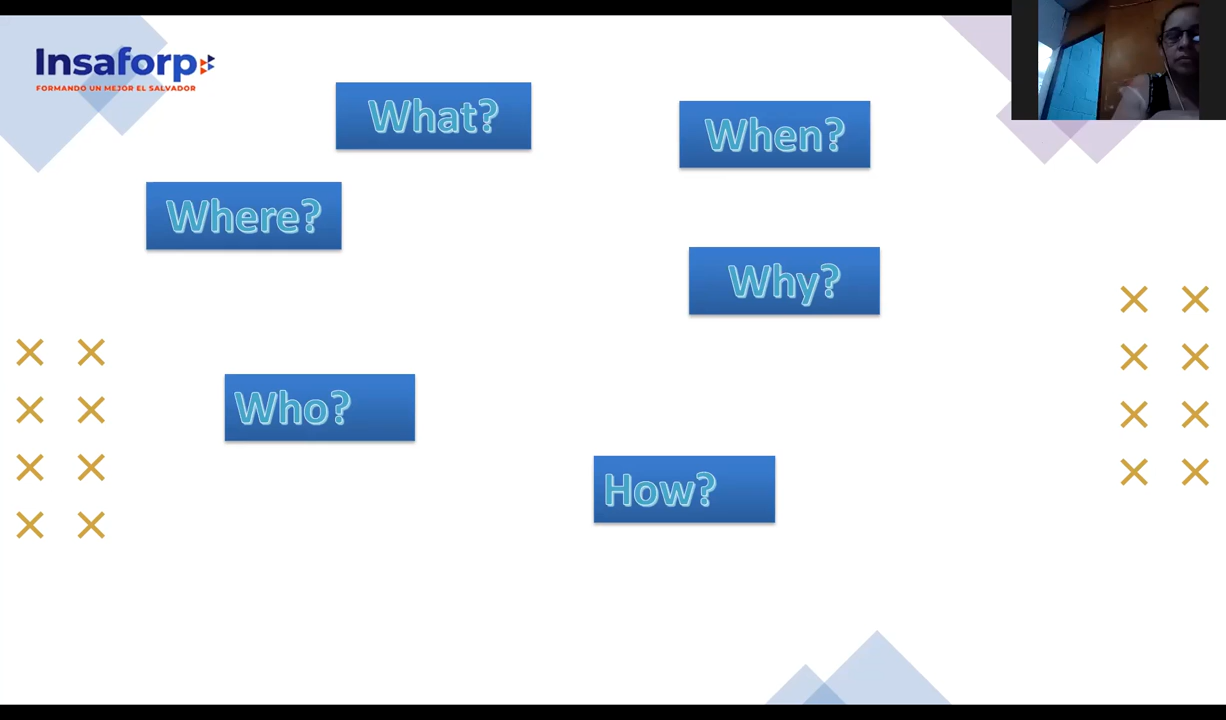 Insaforp
FORMANDO UN MEJOR EL SALVADOR
What?
When?
Where?
Why?
Who?
How?